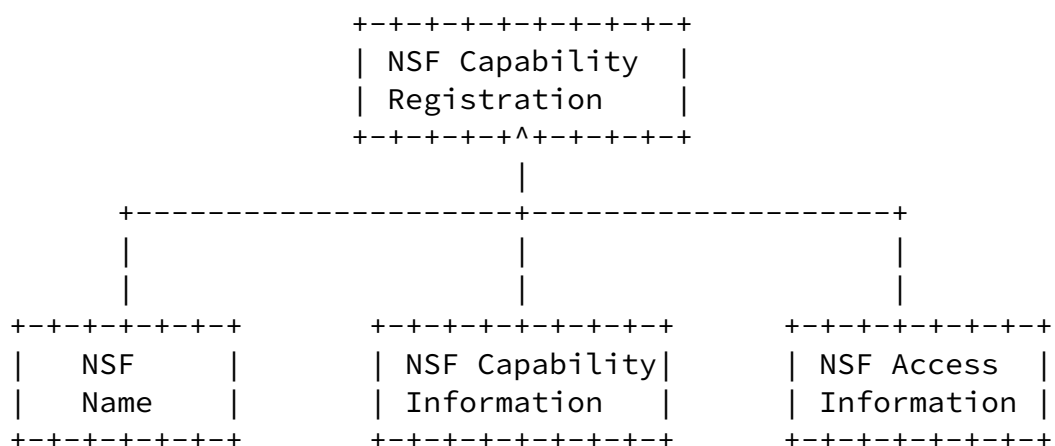 NSF Capability
Registration
NSF
Name
NSF Capability
Information
NSF Access
Information